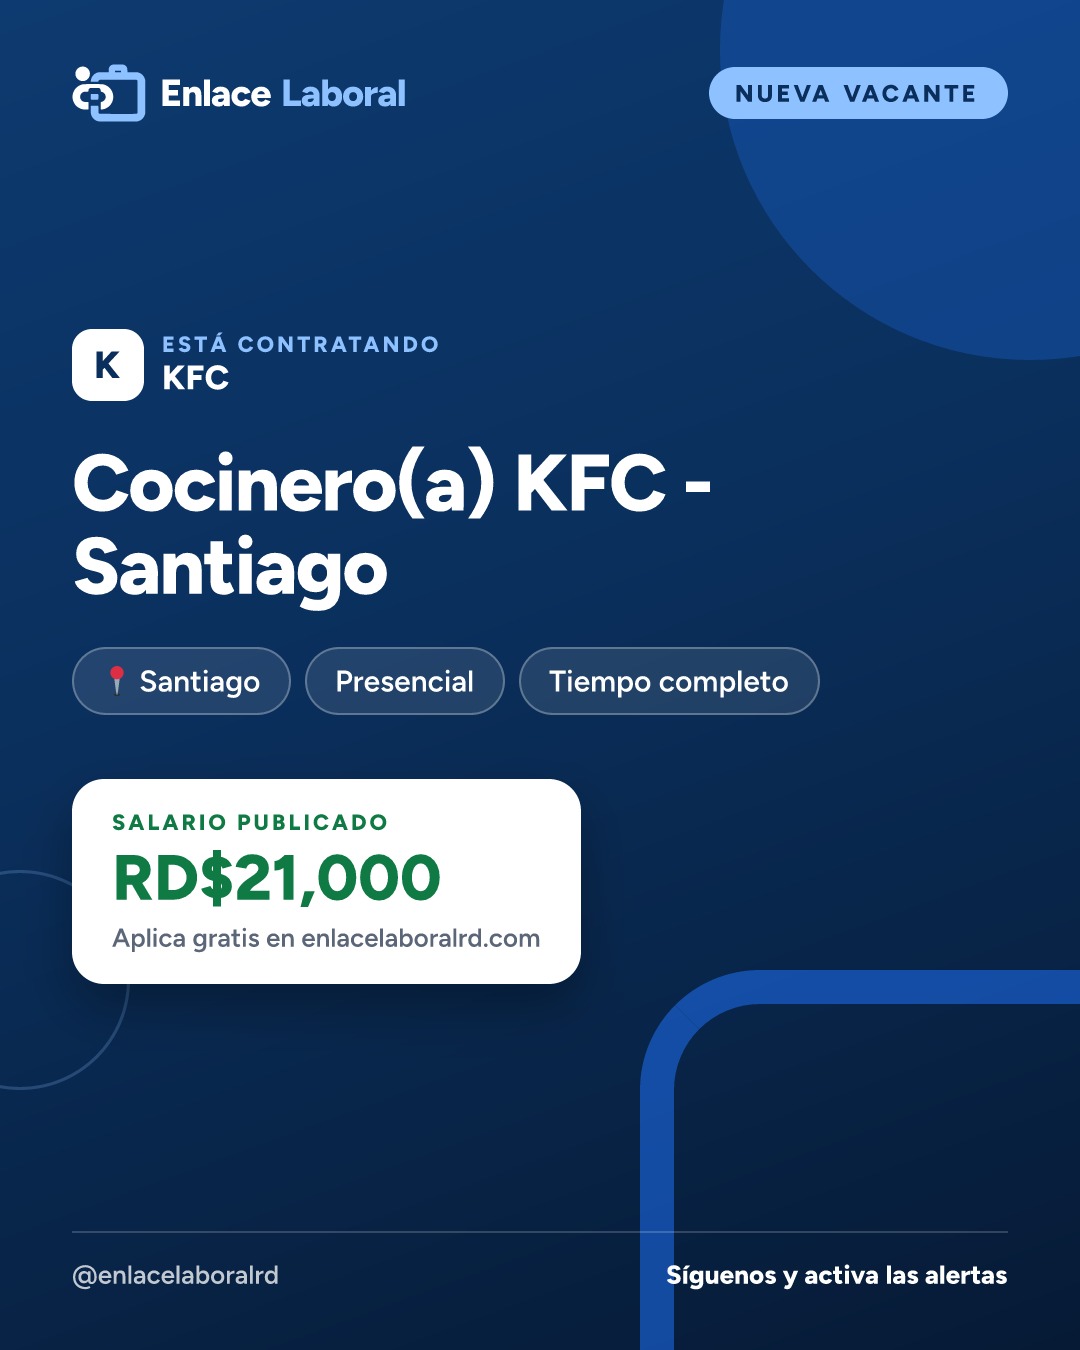 Enlace Laboral
NUEVA VACANTE
K
ESTÁ CONTRATANDO
KFC
Cocinero(a) KFC -
Santiago
📍 Santiago
Presencial
Tiempo completo
SALARIO PUBLICADO
RD$21,000
Aplica gratis en enlacelaboralrd.com
@enlacelaboralrd
Síguenos y activa las alertas